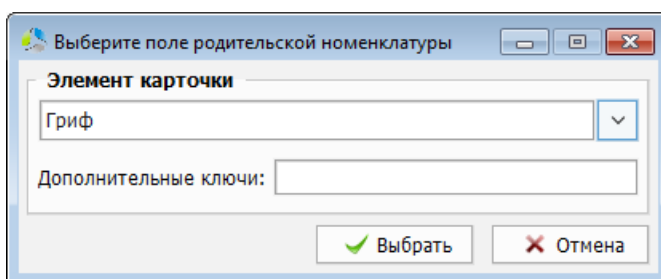 Выберите поле родительской номенклатуры
Элемент карточки
Гриф
Дополнительные ключи:
Выбрать
Отмена